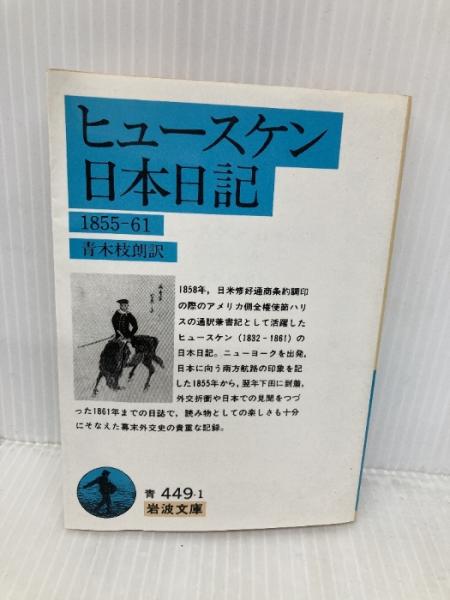 ヒュースケン
日本日記
1855-61
青木枝朗訳
1858年，日米修好通商条約調印
の際のアメリカ側全権使節ハリ
スの通訳兼書記として活躍した
ヒュースケン（1832-1861）の
日本日記。ニューヨークを出発，
日本に向う南方航路の印象を記
した1855年から，翌年下田に到着，
外交折衝や日本での見聞をつづ
った1861年までの日誌で，読み物としての楽しさも十分
にそなえた幕末外交史の貴重な記録。
青 449-1
岩波文庫